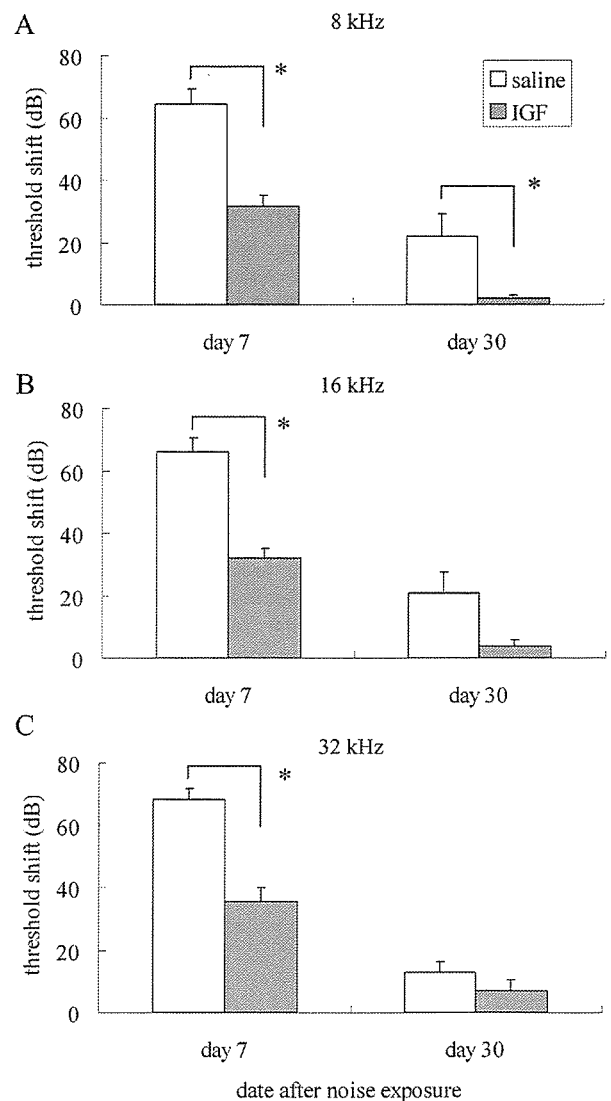 A
8 kHz
threshold shift (dB)
80
60
40
20
0
*
*
saline
IGF
day 7
day 30
B
16 kHz
threshold shift (dB)
80
60
40
20
0
*
day 7
day 30
C
32 kHz
threshold shift (dB)
80
60
40
20
0
*
day 7
day 30
date after noise exposure